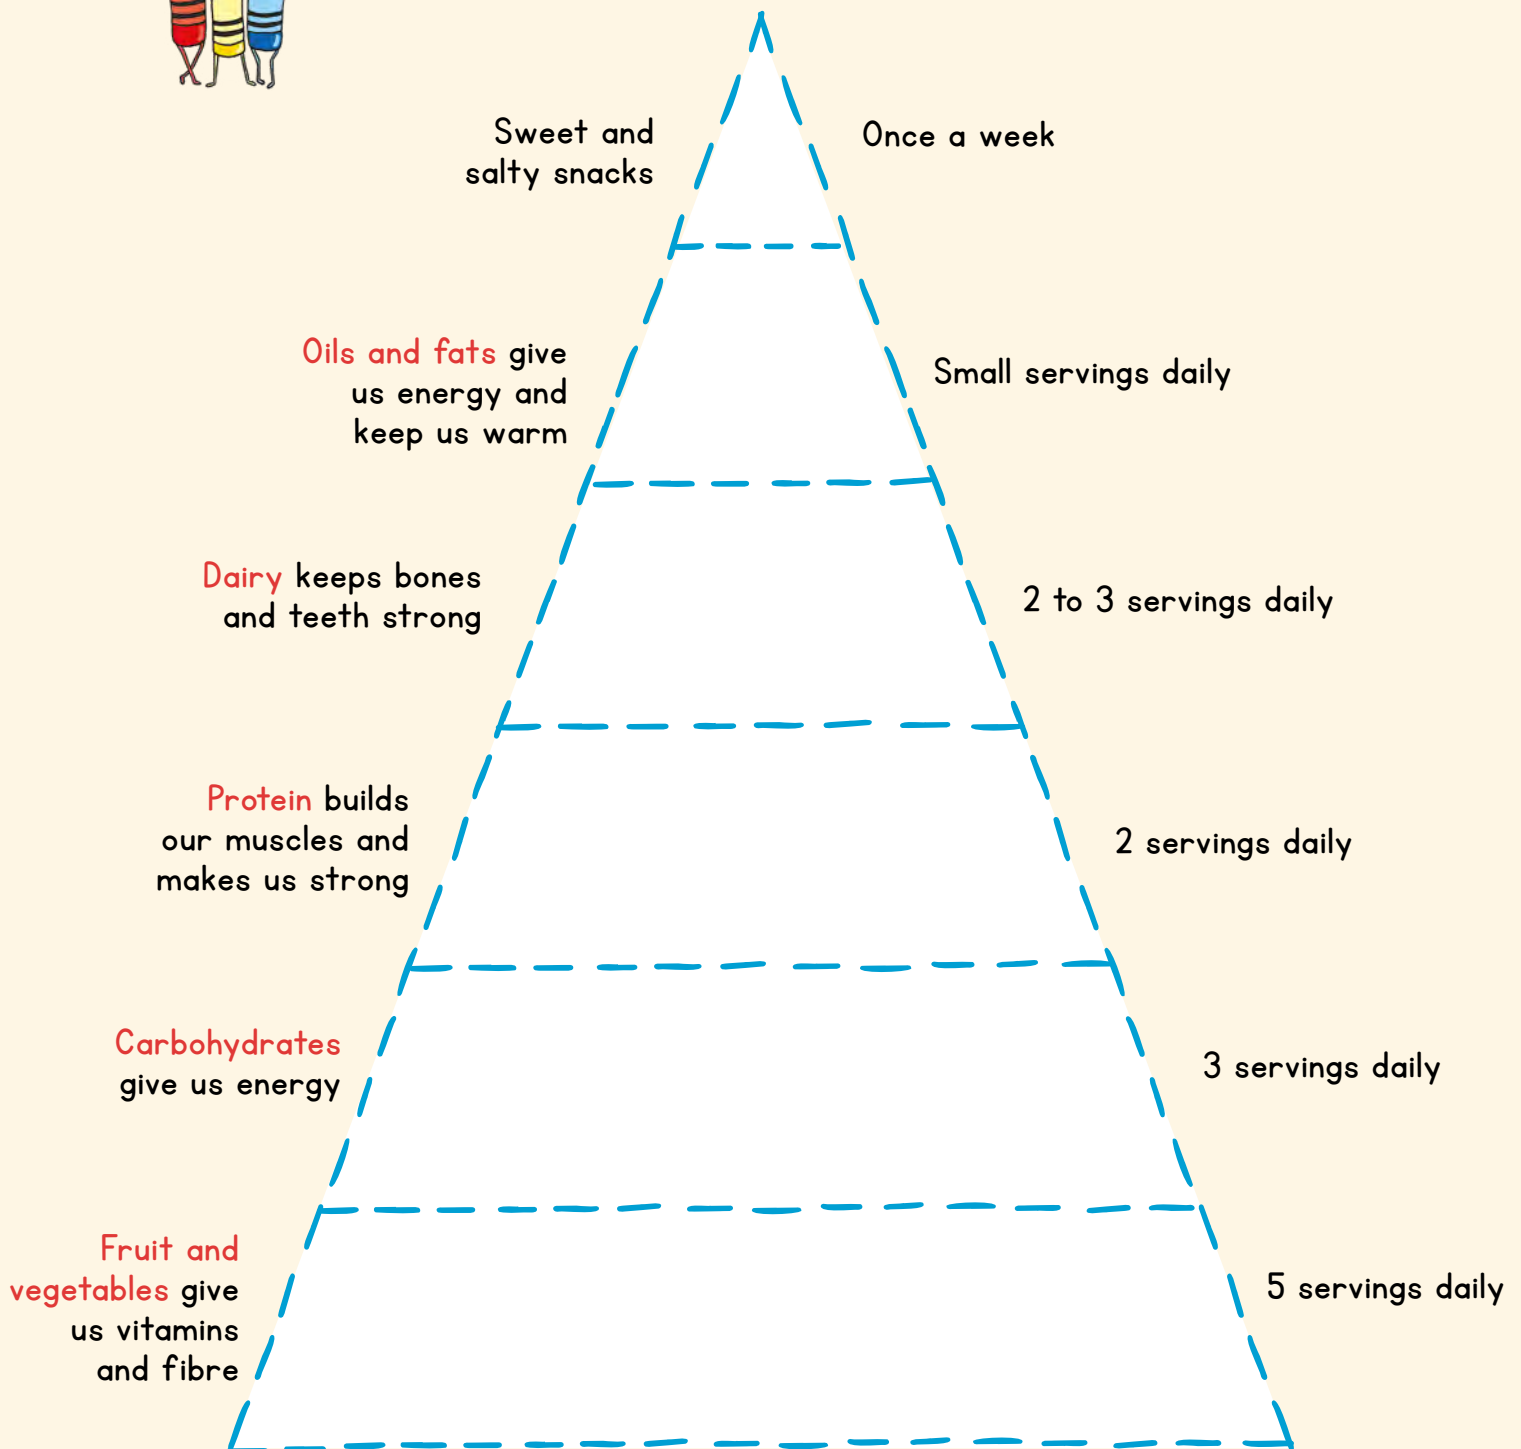 Sweet and
salty snacks
Once a week
Oils and fats give
us energy and
keep us warm
Small servings daily
Dairy keeps bones
and teeth strong
2 to 3 servings daily
Protein builds
our muscles and
makes us strong
2 servings daily
Carbohydrates
give us energy
3 servings daily
Fruit and
vegetables give
us vitamins
and fibre
5 servings daily